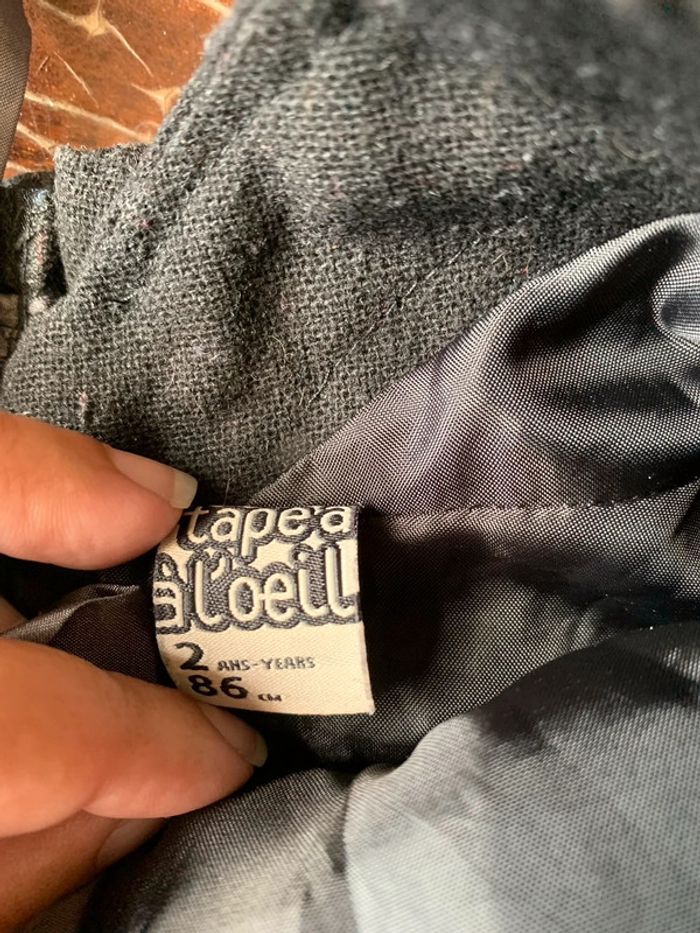 tape'a
à l'oeil
2 ANS-YEARS
86 CM